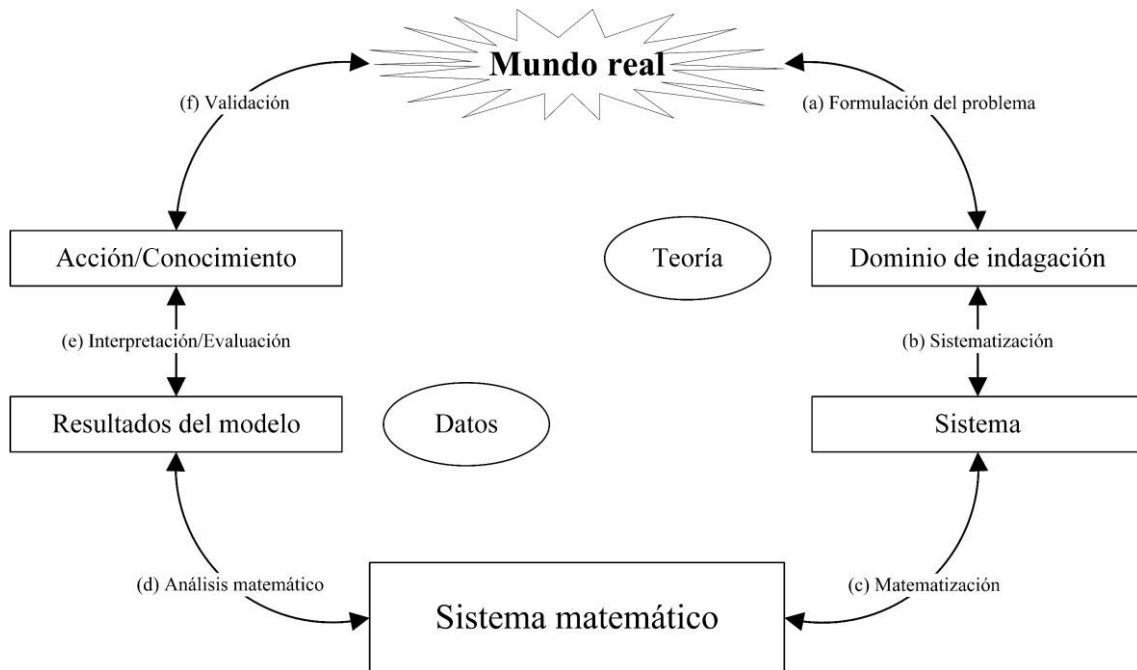 Mundo real
(f) Validación
(a) Formulación del problema
Acción/Conocimiento
Teoría
Dominio de indagación
(e) Interpretación/Evaluación
(b) Sistematización
Resultados del modelo
Datos
Sistema
(d) Análisis matemático
(c) Matematización
Sistema matemático